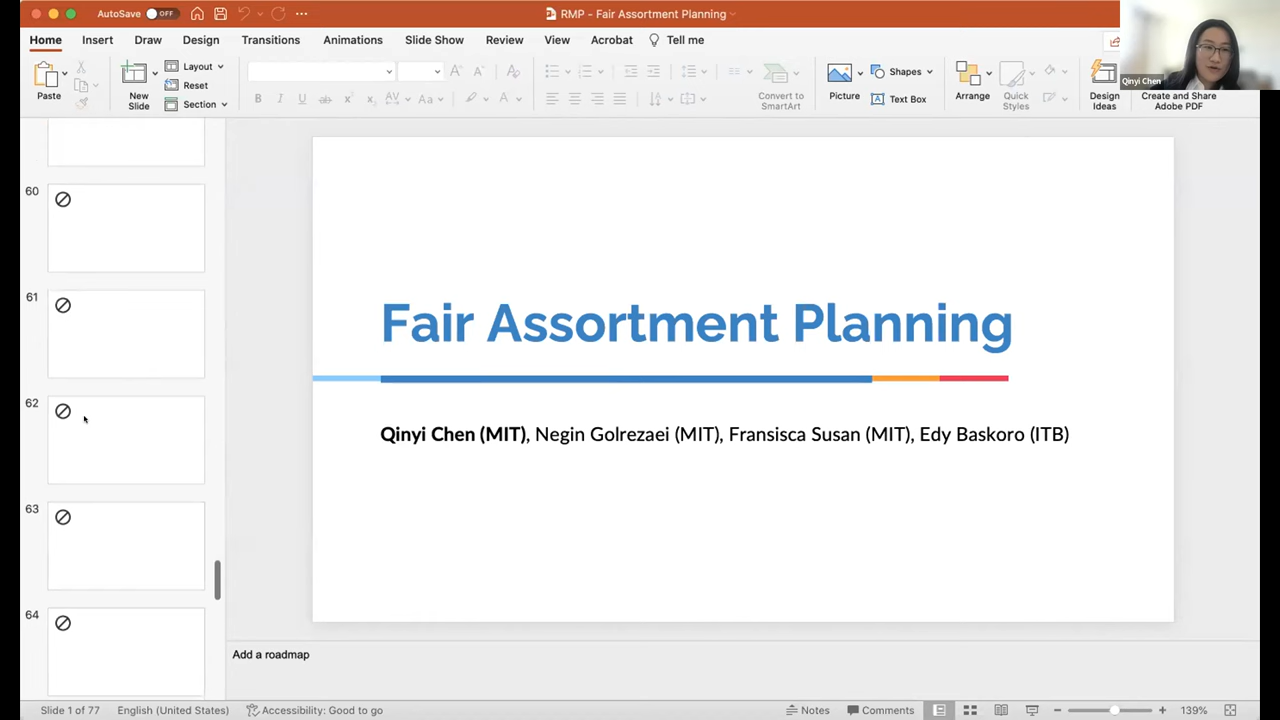 AutoSave OFF
RMP - Fair Assortment Planning
Home Insert Draw Design Transitions Animations Slide Show Review View Acrobat Tell me
Paste
New
Slide
Layout
Reset
Section
Convert to
SmartArt
Picture
Shapes
Text Box
Arrange
Quick
Styles
Design
Ideas
Create and Share
Adobe PDF
Qinyi Chen
60
61
62
63
64
Fair Assortment Planning
Qinyi Chen (MIT), Negin Golrezaei (MIT), Fransisca Susan (MIT), Edy Baskoro (ITB)
Add a roadmap
Slide 1 of 77 English (United States) Accessibility: Good to go Notes Comments 139%